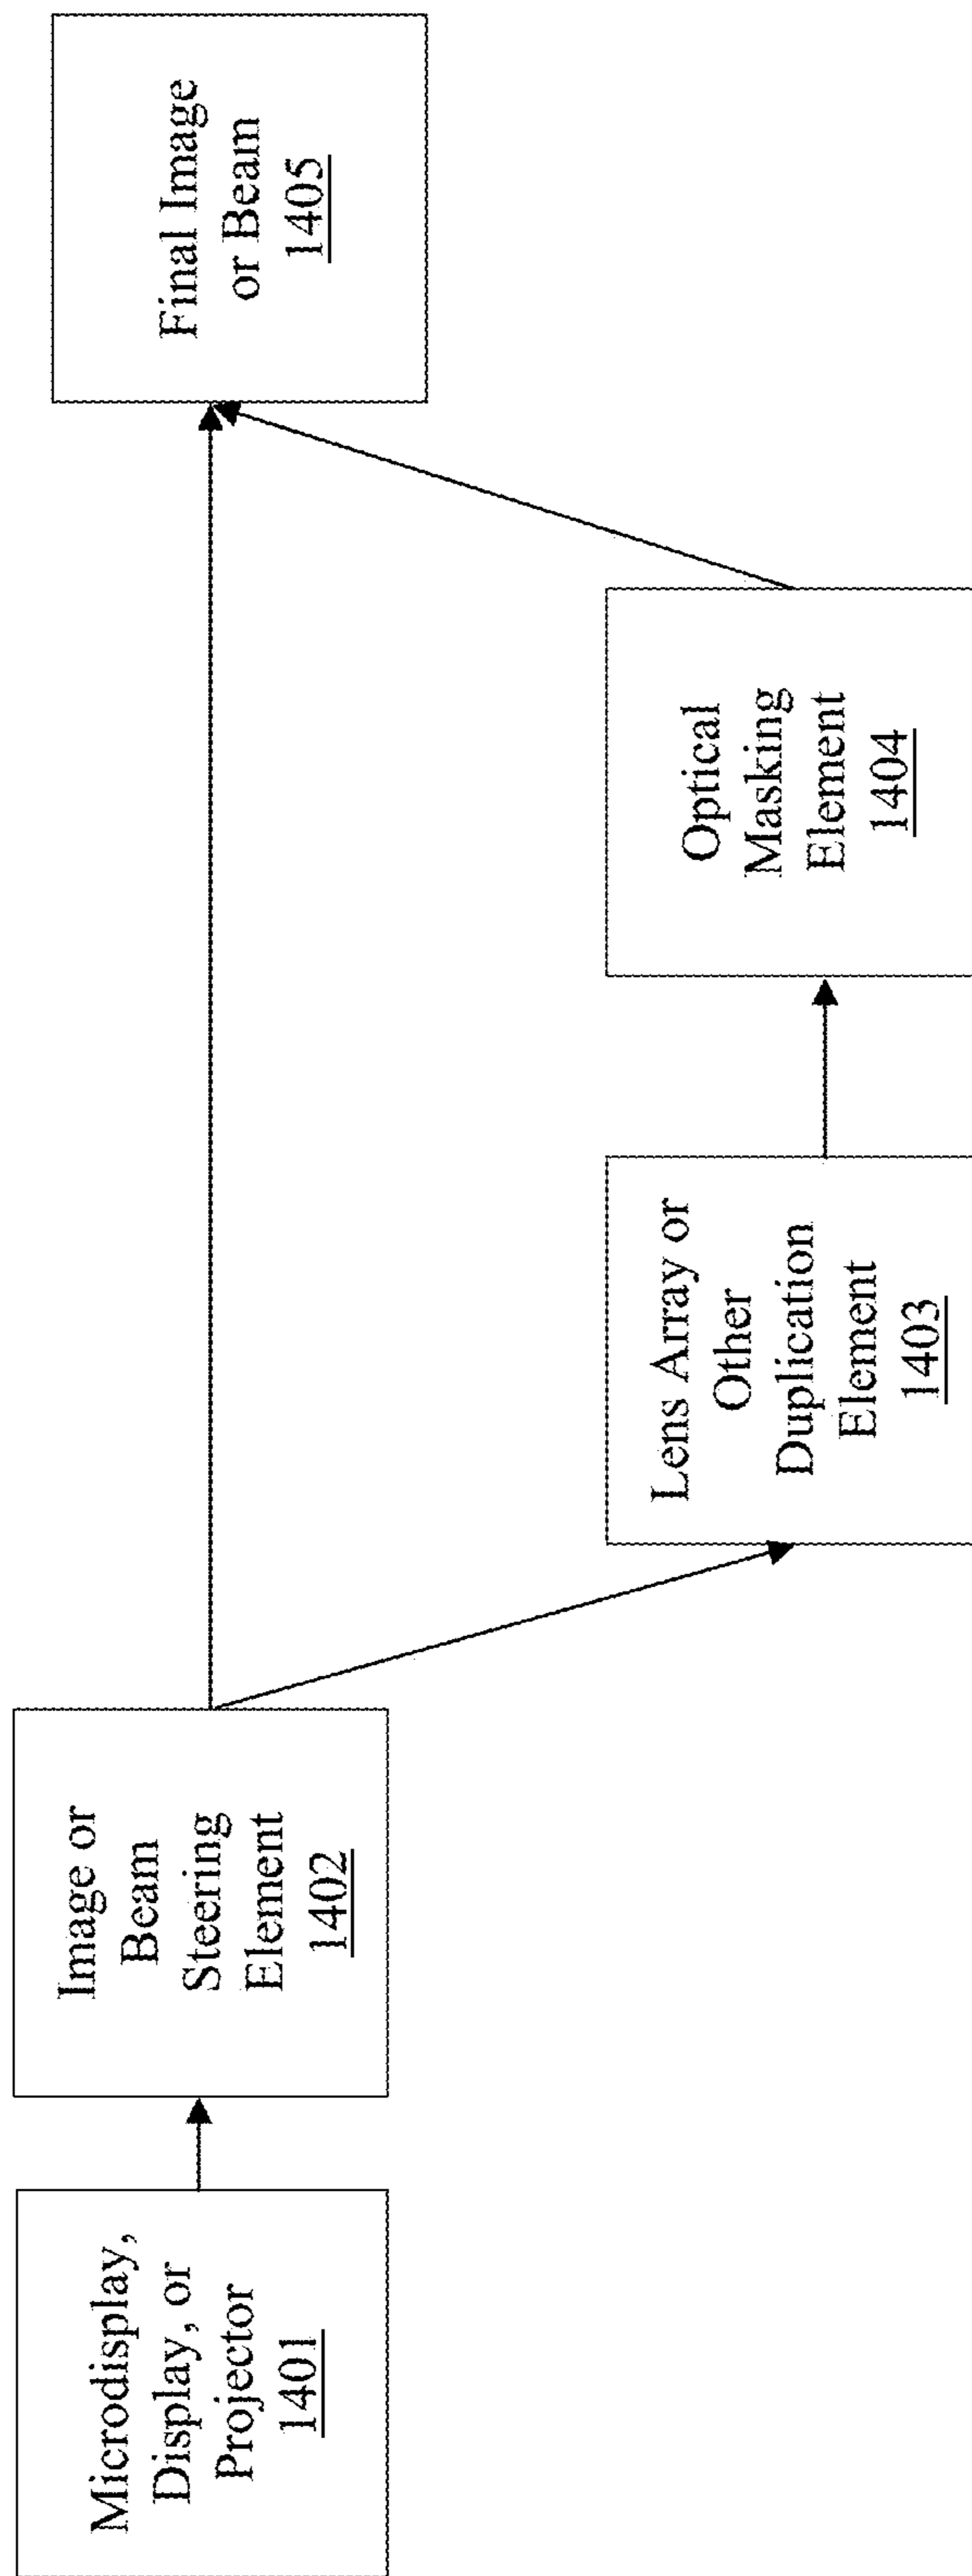 Microdisplay,
Display, or
Projector
1401
Image or
Beam
Steering
Element
1402
Lens Array or
Other
Duplication
Element
1403
Optical
Masking
Element
1404
Final Image
or Beam
1405